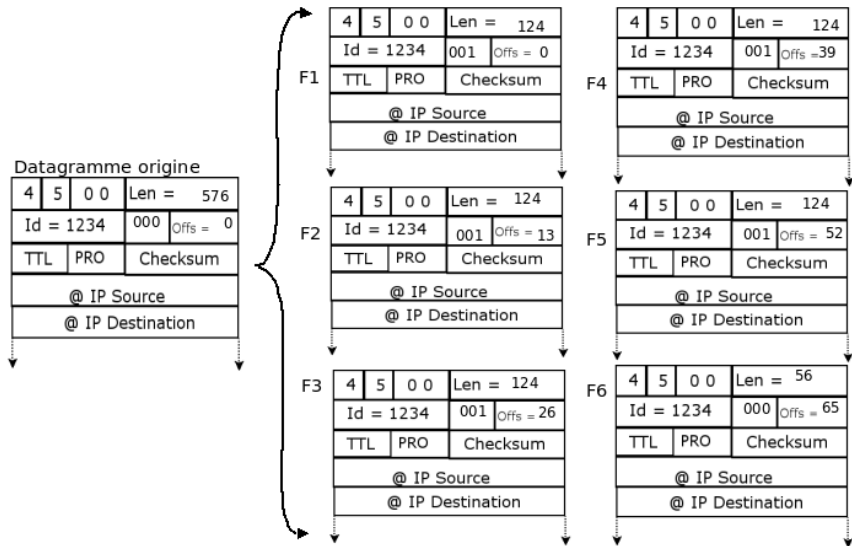 Datagramme origine
4 5 0 0 Len = 576
Id = 1234 000 Offs = 0
TTL PRO Checksum
@ IP Source
@ IP Destination
F1
4 5 0 0 Len = 124
Id = 1234 001 Offs = 0
TTL PRO Checksum
@ IP Source
@ IP Destination
F2
4 5 0 0 Len = 124
Id = 1234 001 Offs = 13
TTL PRO Checksum
@ IP Source
@ IP Destination
F3
4 5 0 0 Len = 124
Id = 1234 001 Offs = 26
TTL PRO Checksum
@ IP Source
@ IP Destination
F4
4 5 0 0 Len = 124
Id = 1234 001 Offs =39
TTL PRO Checksum
@ IP Source
@ IP Destination
F5
4 5 0 0 Len = 124
Id = 1234 001 Offs = 52
TTL PRO Checksum
@ IP Source
@ IP Destination
F6
4 5 0 0 Len = 56
Id = 1234 000 Offs = 65
TTL PRO Checksum
@ IP Source
@ IP Destination